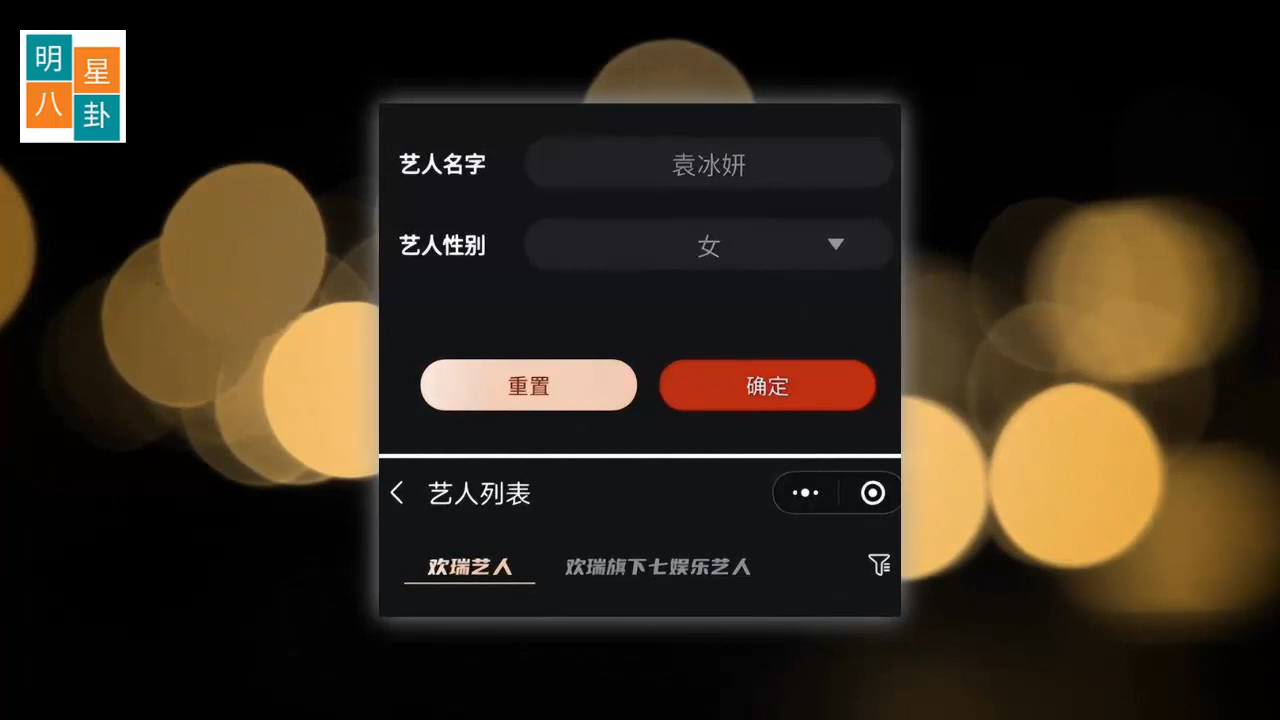 明星八卦
艺人名字
袁冰妍
艺人性别
女
重置
确定
艺人列表
欢瑞艺人
欢瑞旗下七娱乐艺人